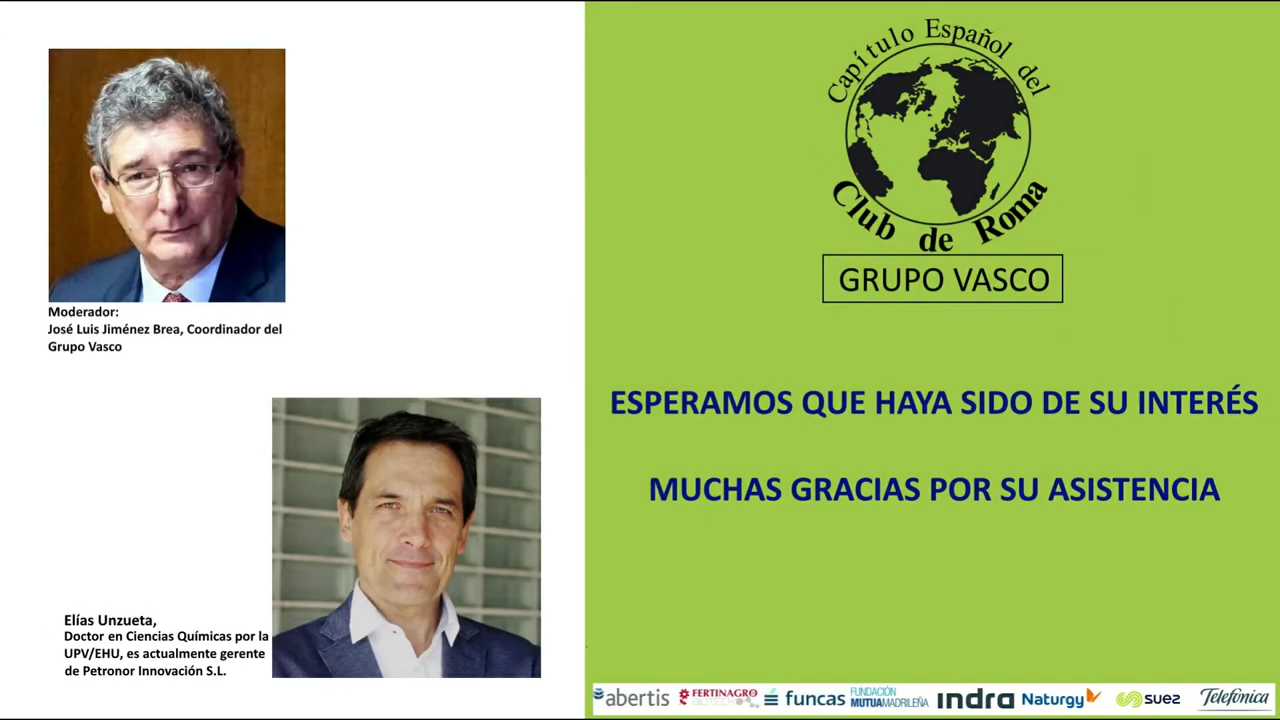 Moderador:
José Luis Jiménez Brea, Coordinador del
Grupo Vasco
Elías Unzueta,
Doctor en Ciencias Químicas por la
UPV/EHU, es actualmente gerente
de Petronor Innovación S.L.
Capítulo Español del
Club de Roma
GRUPO VASCO
ESPERAMOS QUE HAYA SIDO DE SU INTERÉS
MUCHAS GRACIAS POR SU ASISTENCIA
abertis
FERTINAGRO
BIOTECH
funcas
FUNDACIÓN
MUTUAMADRILEÑA
indra
Naturgy
suez
Telefónica